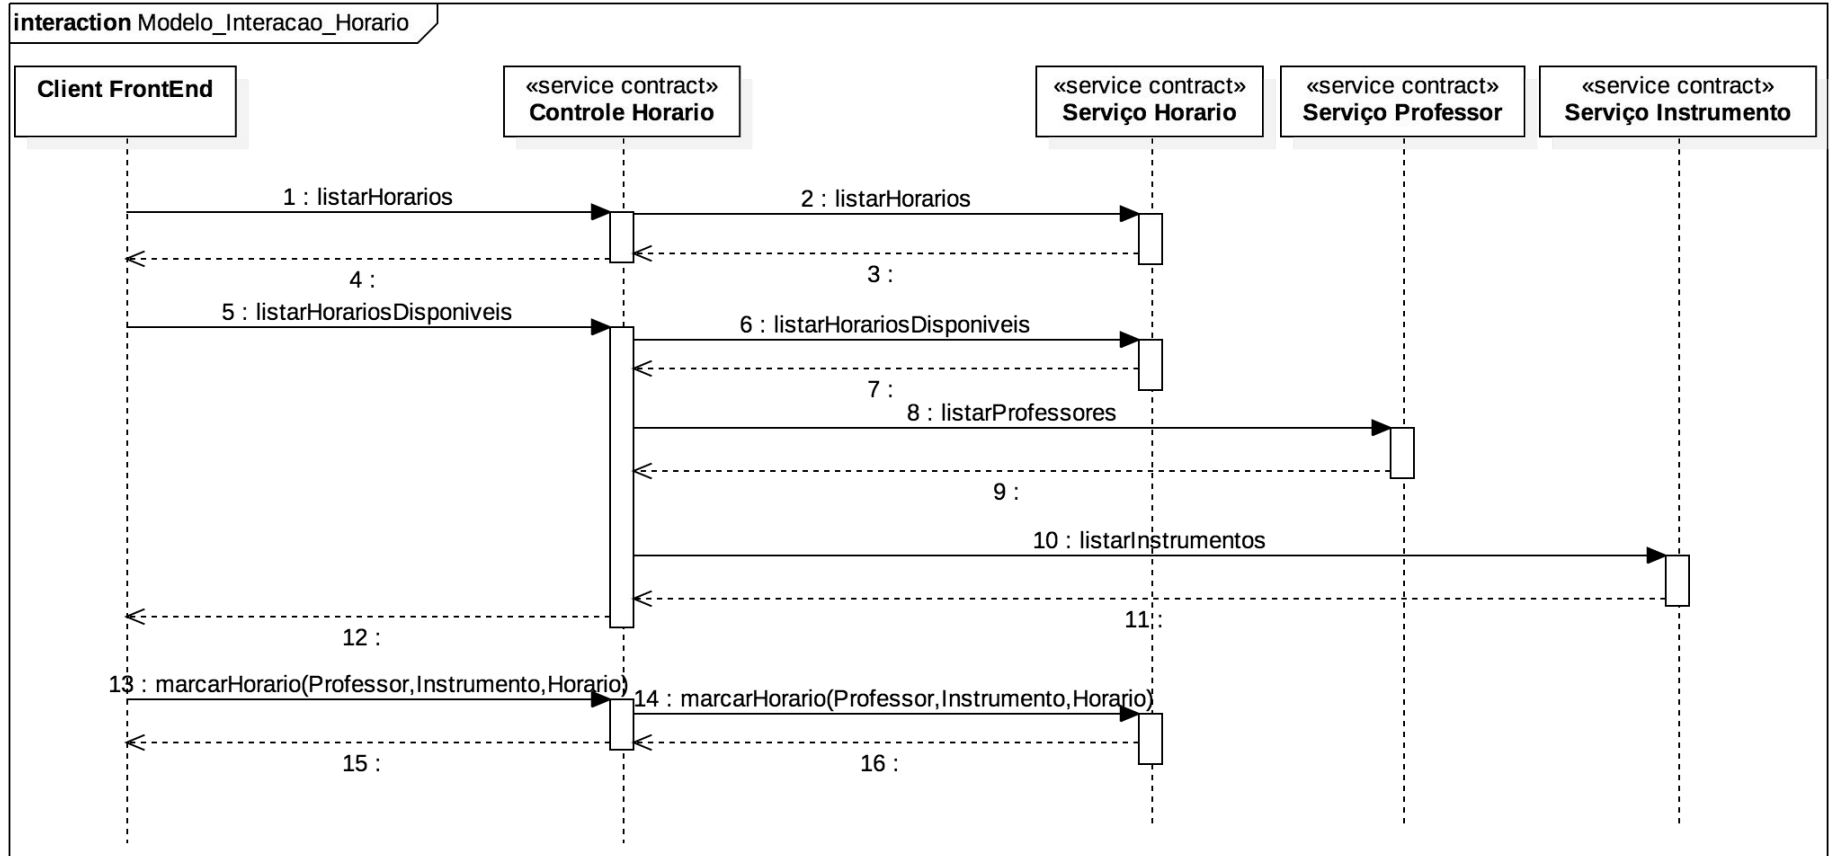 interaction Modelo_Interacao_Horario
Client FrontEnd
«service contract»
Controle Horario
«service contract»
Serviço Horario
«service contract»
Serviço Professor
«service contract»
Serviço Instrumento
1 : listarHorarios
2 : listarHorarios
3 :
4 :
5 : listarHorariosDisponiveis
6 : listarHorariosDisponiveis
7 :
8 : listarProfessores
9 :
10 : listarInstrumentos
11 :
12 :
13 : marcarHorario(Professor,Instrumento,Horario)
14 : marcarHorario(Professor,Instrumento,Horario)
15 :
16 :